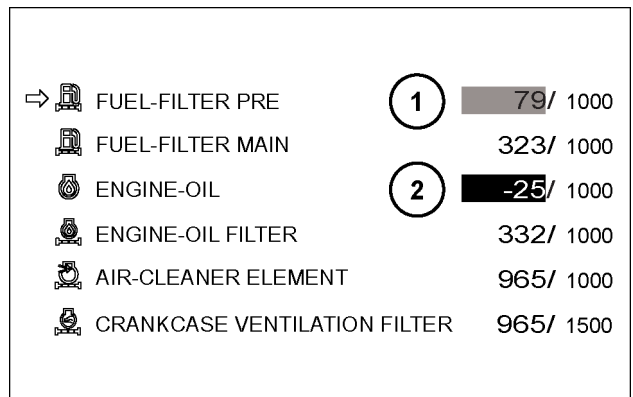 FUEL-FILTER PRE 1 79/ 1000
FUEL-FILTER MAIN 323/ 1000
ENGINE-OIL 2 -25/ 1000
ENGINE-OIL FILTER 332/ 1000
AIR-CLEANER ELEMENT 965/ 1000
CRANKCASE VENTILATION FILTER 965/ 1500